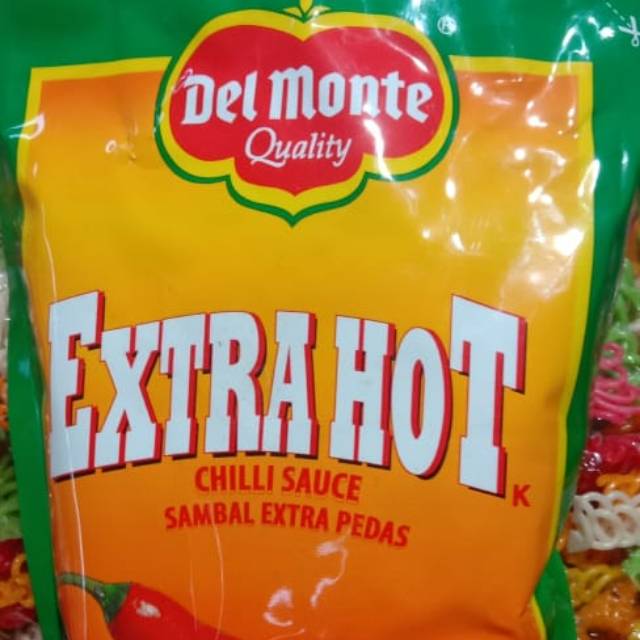 ®
Del Monte
Quality
EXTRA HOT
K
CHILLI SAUCE
SAMBAL EXTRA PEDAS